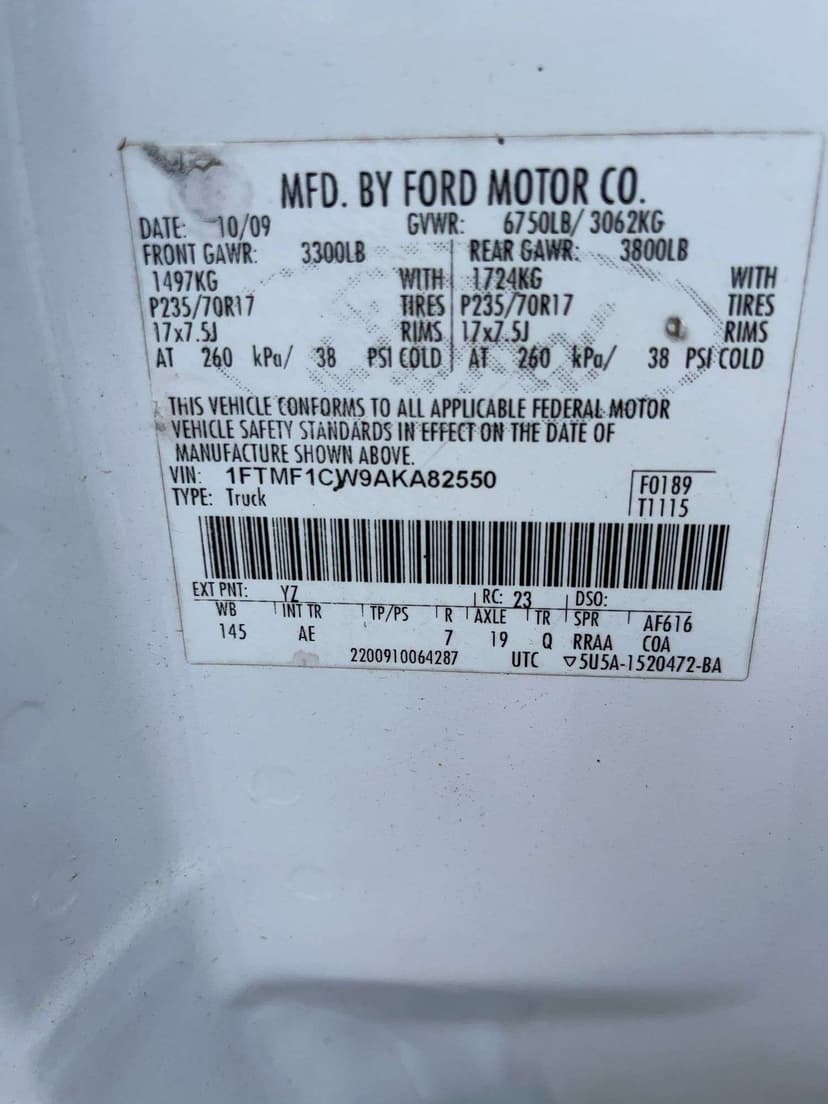 MFD. BY FORD MOTOR CO.
DATE: 10/09 GVWR: 6750LB/ 3062KG
FRONT GAWR: 3300LB REAR GAWR: 3800LB
1497KG WITH 1724KG WITH
P235/70R17 TIRES P235/70R17 TIRES
17x7.5J RIMS 17x7.5J RIMS
AT 260 kPa/ 38 PSI COLD AT 260 kPa/ 38 PSI COLD
THIS VEHICLE CONFORMS TO ALL APPLICABLE FEDERAL MOTOR
VEHICLE SAFETY STANDARDS IN EFFECT ON THE DATE OF
MANUFACTURE SHOWN ABOVE.
VIN: 1FTMF1CW9AKA82550
TYPE: Truck
F0189
T1115
EXT PNT: YZ RC: 23 DSO:
WB INT TR TP/PS R AXLE TR SPR AF616
145 AE 7 19 Q RRAA COA
2200910064287 UTC ▽5U5A-1520472-BA